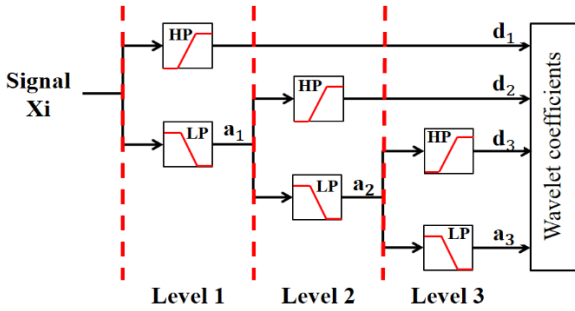 HP
d1
Signal
Xi
LP
a1
HP
d2
LP
a2
HP
d3
LP
a3
Wavelet coefficients
Level 1
Level 2
Level 3